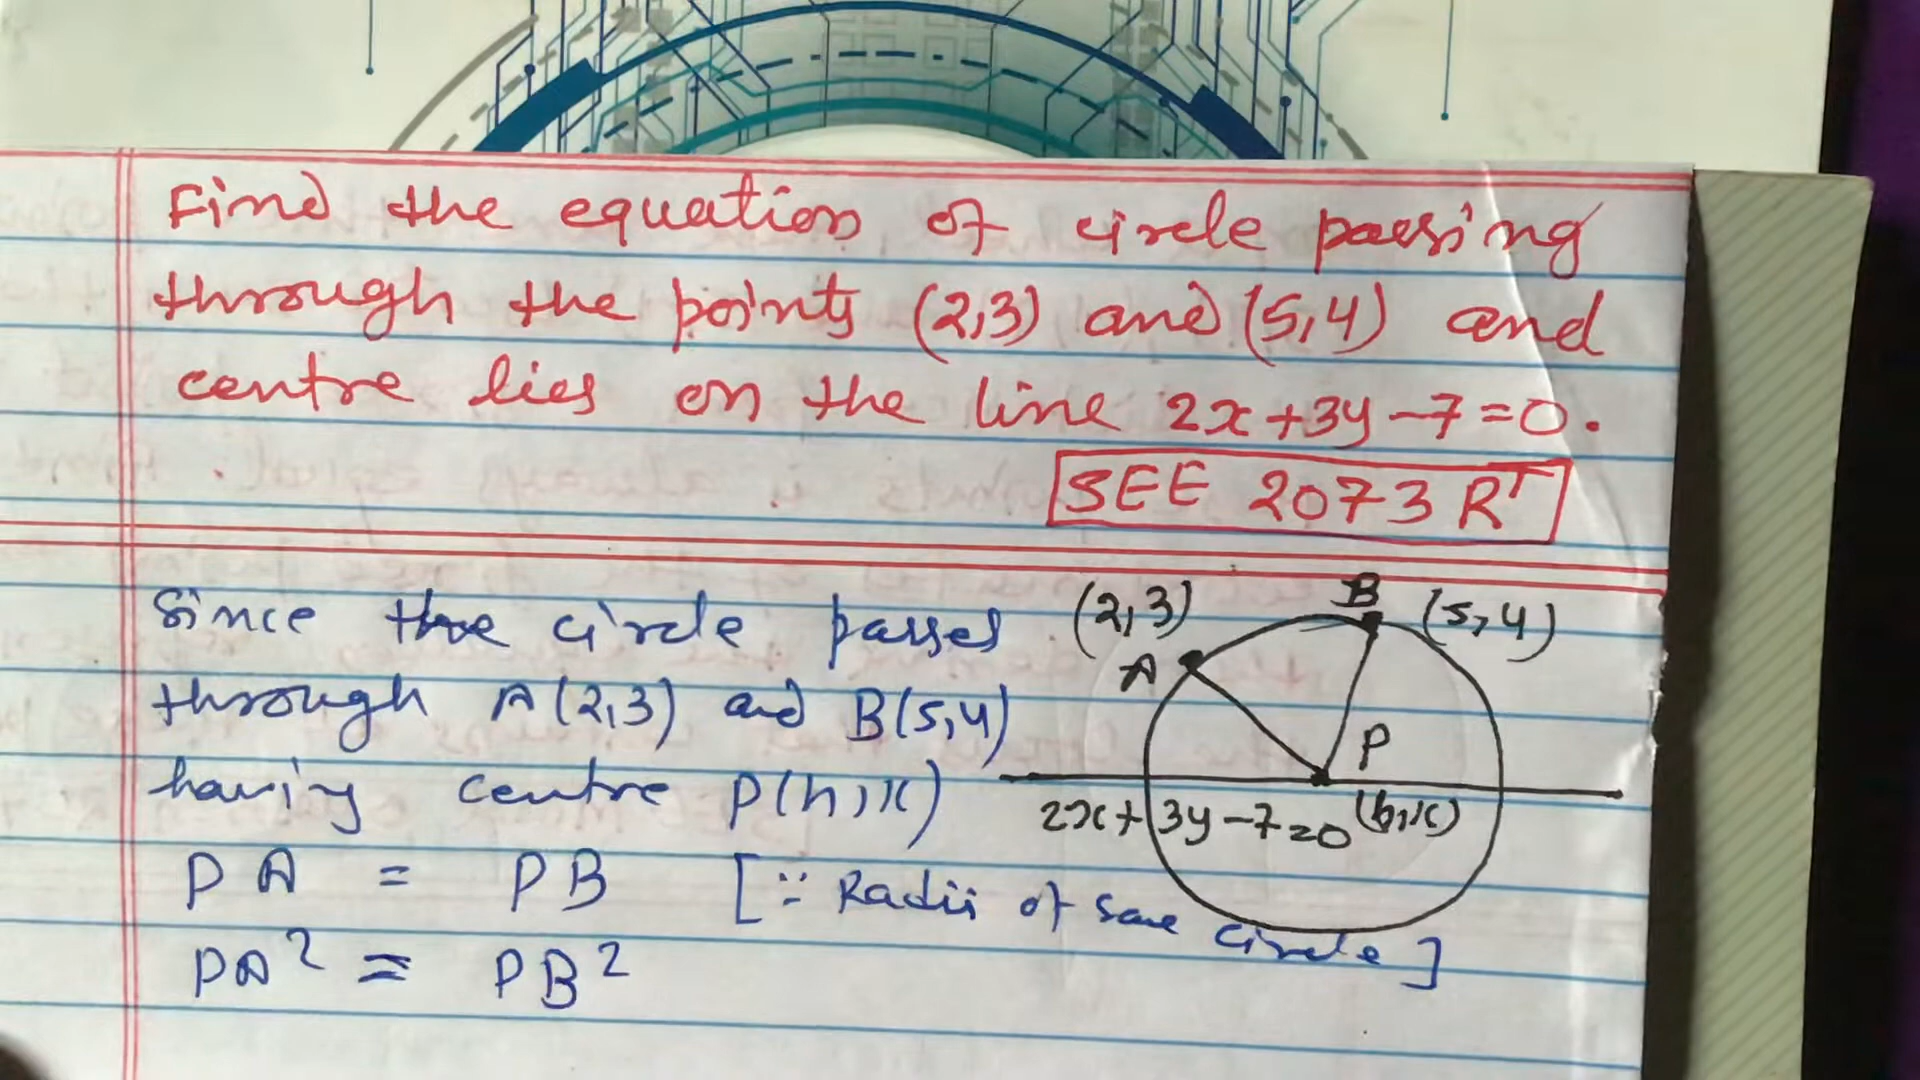 Find the equation of circle passing
through the points (2,3) and (5,4) and
centre lies on the line 2x+3y-7=0.
SEE 2073 RT
Since the circle passes
through A(2,3) and B(5,4)
having centre P(h,k)
PA = PB [∵ Radii of same circle]
PA² = PB²
(2,3) B (5,4)
A
P
2x+3y-7=0 (h,k)